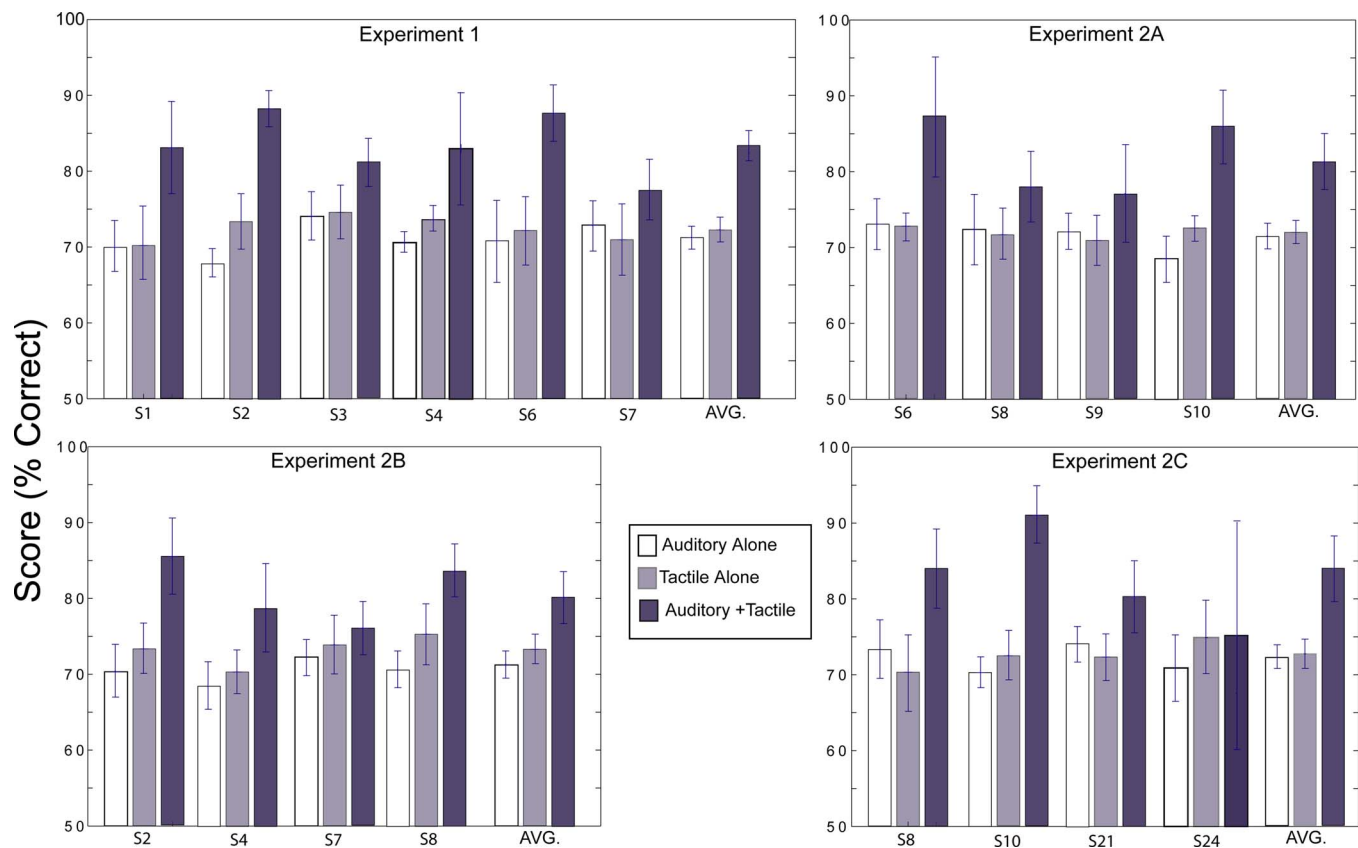 Score (% Correct)
Experiment 1
100
90
80
70
60
50
S1 S2 S3 S4 S6 S7 AVG.
Experiment 2A
100
90
80
70
60
50
S6 S8 S9 S10 AVG.
Experiment 2B
100
90
80
70
60
50
S2 S4 S7 S8 AVG.
Auditory Alone
Tactile Alone
Auditory +Tactile
Experiment 2C
100
90
80
70
60
50
S8 S10 S21 S24 AVG.